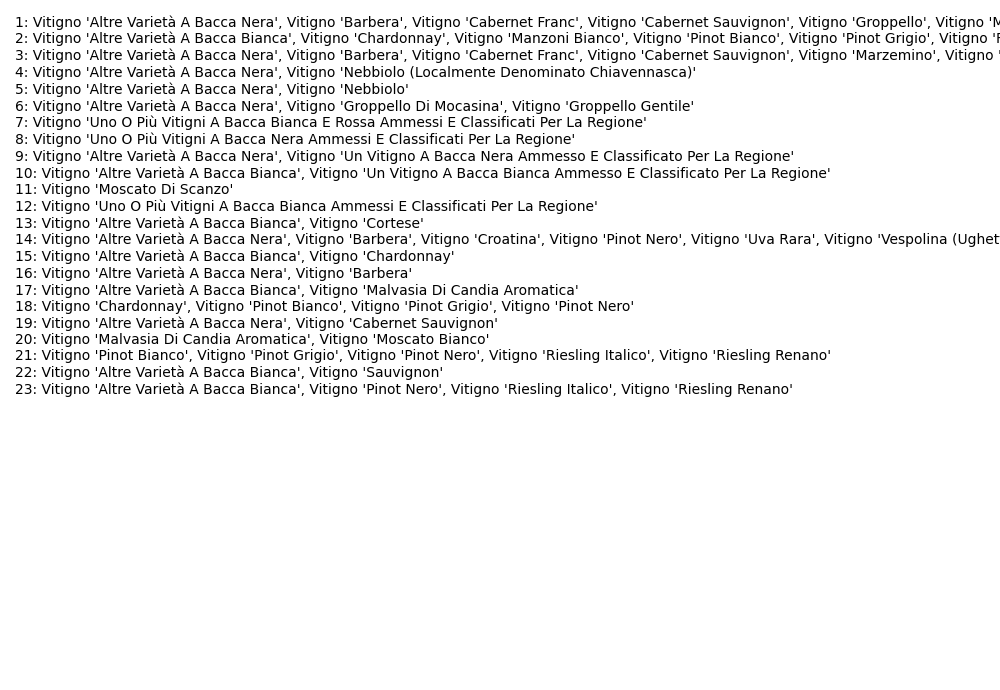 1: Vitigno 'Altre Varietà A Bacca Nera', Vitigno 'Barbera', Vitigno 'Cabernet Franc', Vitigno 'Cabernet Sauvignon', Vitigno 'Groppello', Vitigno
2: Vitigno 'Altre Varietà A Bacca Bianca', Vitigno 'Chardonnay', Vitigno 'Manzoni Bianco', Vitigno 'Pinot Bianco', Vitigno 'Pinot Grigio', Vitigno
3: Vitigno 'Altre Varietà A Bacca Nera', Vitigno 'Barbera', Vitigno 'Cabernet Franc', Vitigno 'Cabernet Sauvignon', Vitigno 'Marzemino', Vitigno '
4: Vitigno 'Altre Varietà A Bacca Nera', Vitigno 'Nebbiolo (Localmente Denominato Chiavennasca)'
5: Vitigno 'Altre Varietà A Bacca Nera', Vitigno 'Nebbiolo'
6: Vitigno 'Altre Varietà A Bacca Nera', Vitigno 'Groppello Di Mocasina', Vitigno 'Groppello Gentile'
7: Vitigno 'Uno O Più Vitigni A Bacca Bianca E Rossa Ammessi E Classificati Per La Regione'
8: Vitigno 'Uno O Più Vitigni A Bacca Nera Ammessi E Classificati Per La Regione'
9: Vitigno 'Altre Varietà A Bacca Nera', Vitigno 'Un Vitigno A Bacca Nera Ammesso E Classificato Per La Regione'
10: Vitigno 'Altre Varietà A Bacca Bianca', Vitigno 'Un Vitigno A Bacca Bianca Ammesso E Classificato Per La Regione'
11: Vitigno 'Moscato Di Scanzo'
12: Vitigno 'Uno O Più Vitigni A Bacca Bianca Ammessi E Classificati Per La Regione'
13: Vitigno 'Altre Varietà A Bacca Bianca', Vitigno 'Cortese'
14: Vitigno 'Altre Varietà A Bacca Nera', Vitigno 'Barbera', Vitigno 'Croatina', Vitigno 'Pinot Nero', Vitigno 'Uva Rara', Vitigno 'Vespolina (Ughet
15: Vitigno 'Altre Varietà A Bacca Bianca', Vitigno 'Chardonnay'
16: Vitigno 'Altre Varietà A Bacca Nera', Vitigno 'Barbera'
17: Vitigno 'Altre Varietà A Bacca Bianca', Vitigno 'Malvasia Di Candia Aromatica'
18: Vitigno 'Chardonnay', Vitigno 'Pinot Bianco', Vitigno 'Pinot Grigio', Vitigno 'Pinot Nero'
19: Vitigno 'Altre Varietà A Bacca Nera', Vitigno 'Cabernet Sauvignon'
20: Vitigno 'Malvasia Di Candia Aromatica', Vitigno 'Moscato Bianco'
21: Vitigno 'Pinot Bianco', Vitigno 'Pinot Grigio', Vitigno 'Pinot Nero', Vitigno 'Riesling Italico', Vitigno 'Riesling Renano'
22: Vitigno 'Altre Varietà A Bacca Bianca', Vitigno 'Sauvignon'
23: Vitigno 'Altre Varietà A Bacca Bianca', Vitigno 'Pinot Nero', Vitigno 'Riesling Italico', Vitigno 'Riesling Renano'